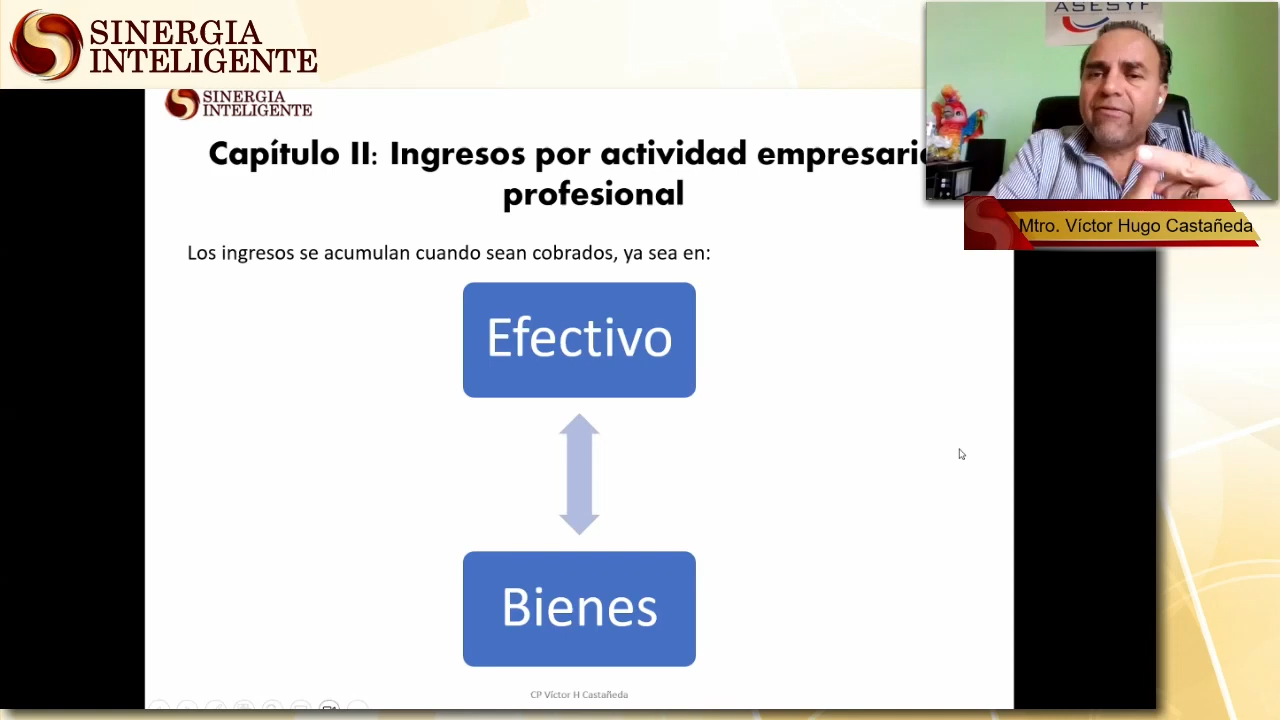 SINERGIA
INTELIGENTE
ASESYF
SINERGIA
INTELIGENTE
Capítulo II: Ingresos por actividad
profesional
Mtro. Víctor Hugo Castañeda
Los ingresos se acumulan cuando sean cobrados, ya sea en:
Efectivo
Bienes
CP Víctor H Castañeda